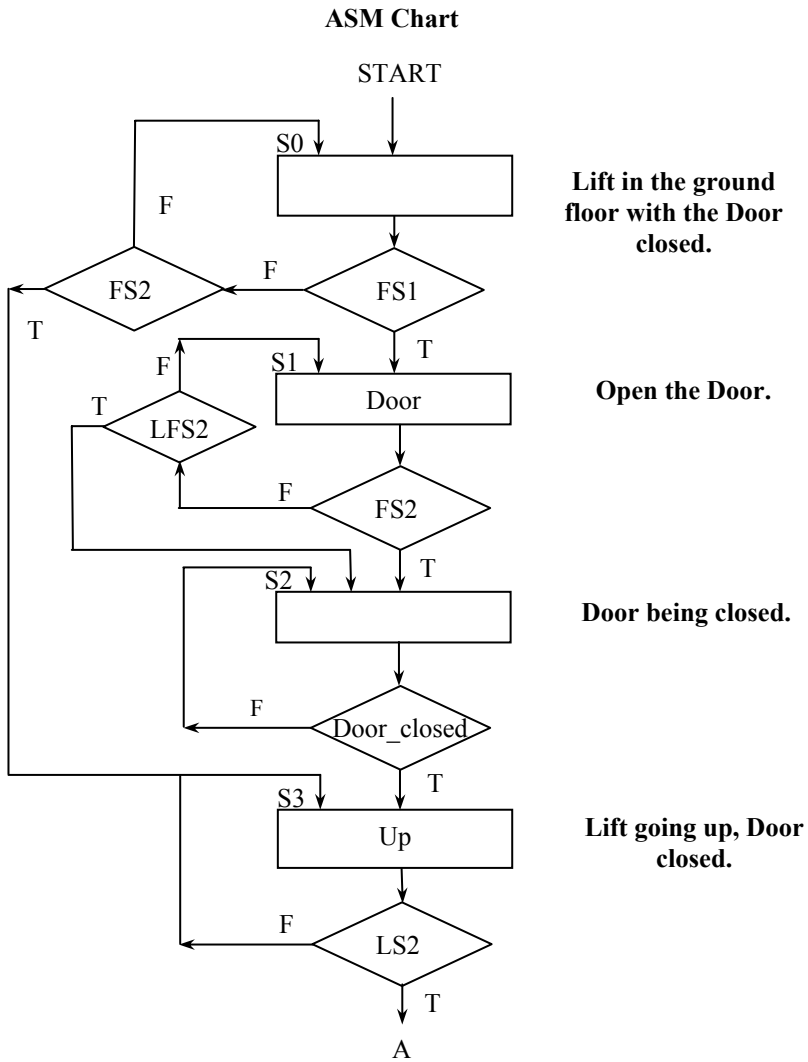 ASM Chart
START
S0
Lift in the ground
floor with the Door
closed.
F
F
FS2
FS1
T
T
F
S1
Door
Open the Door.
T
LFS2
F
FS2
T
S2
Door being closed.
F
Door_closed
T
S3
Up
Lift going up, Door
closed.
F
LS2
T
A